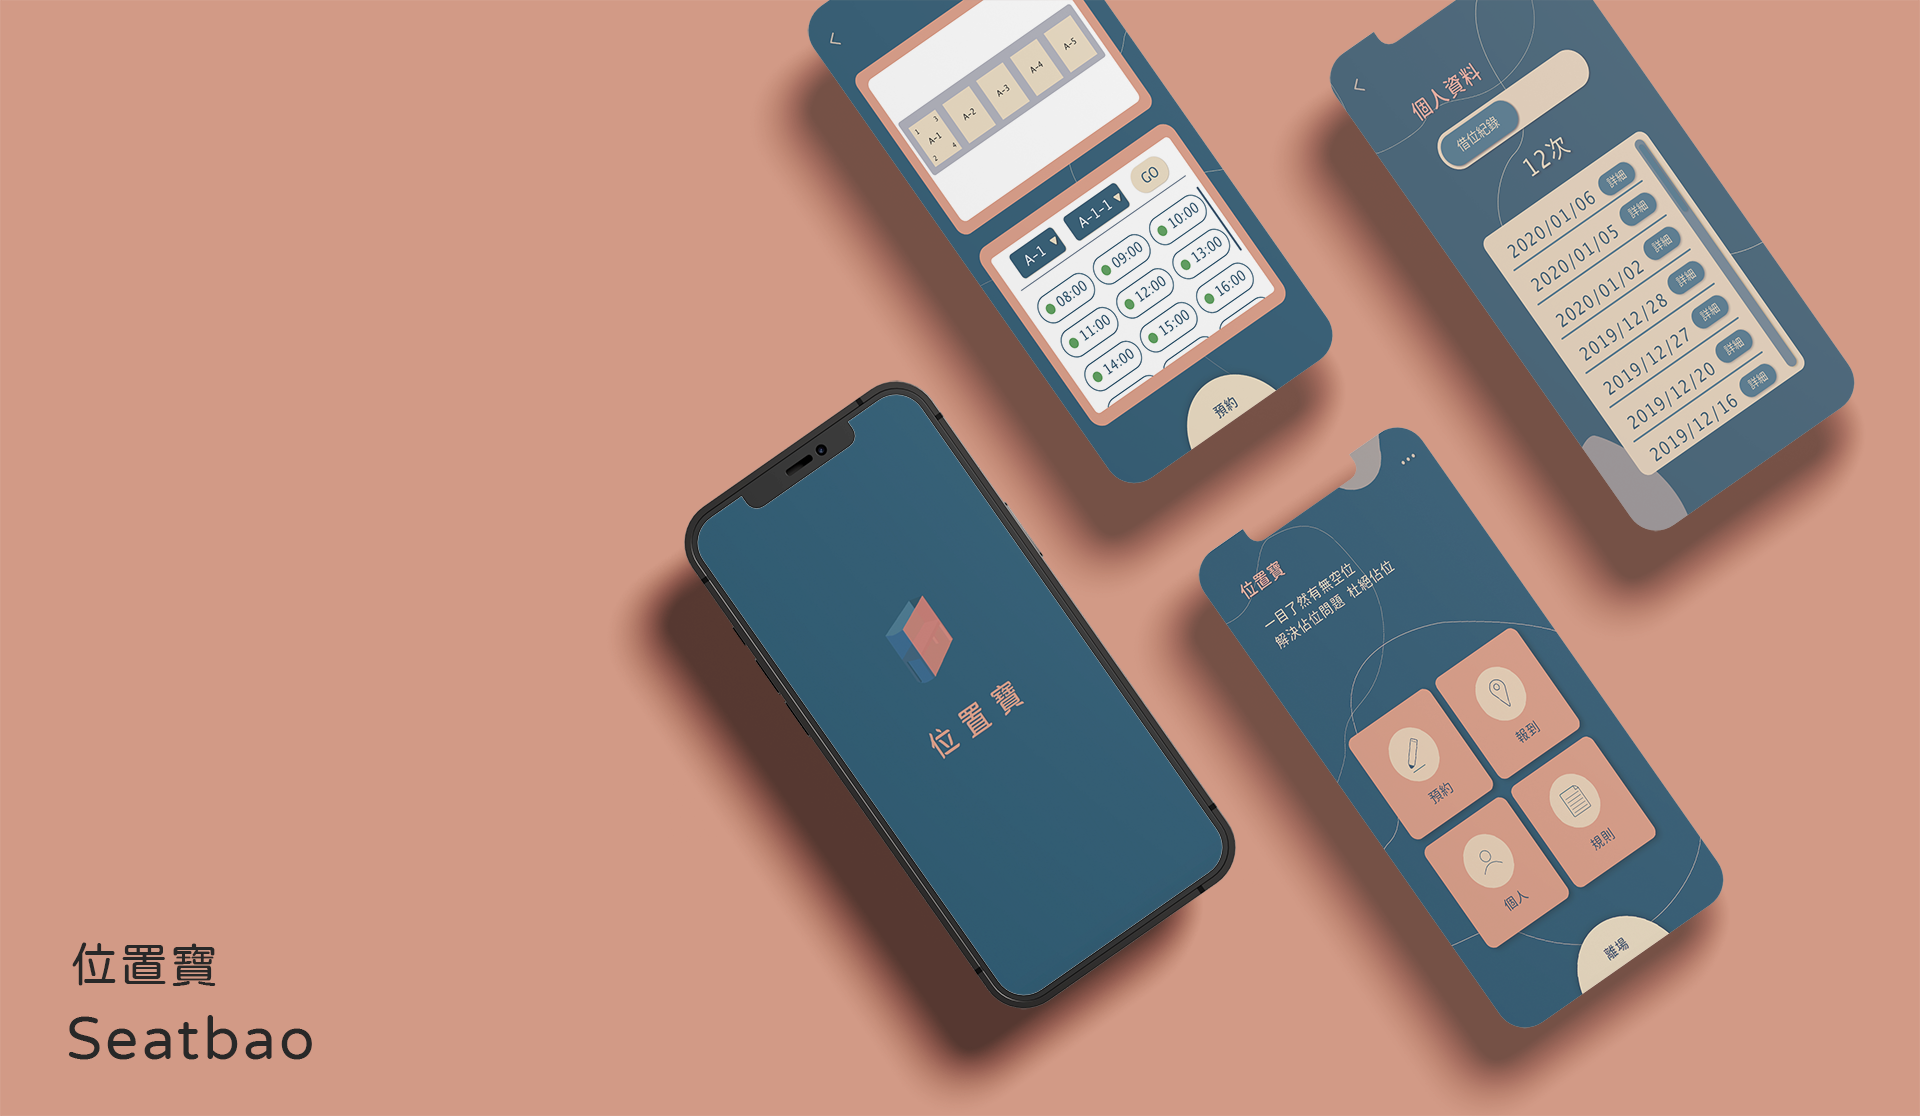 A-1
1
3
2
4
A-2
A-3
A-4
A-5
A-1
A-1-1
GO
08:00
09:00
10:00
11:00
12:00
13:00
14:00
15:00
16:00
預約
個人資料
借位紀錄
12次
2020/01/06 詳細
2020/01/05 詳細
2020/01/02 詳細
2019/12/28 詳細
2019/12/27 詳細
2019/12/20 詳細
2019/12/16 詳細
位置寶
位置寶
一目了然有無空位
解決佔位問題 杜絕佔位
預約
報到
個人
規則
離場
位置寶
Seatbao